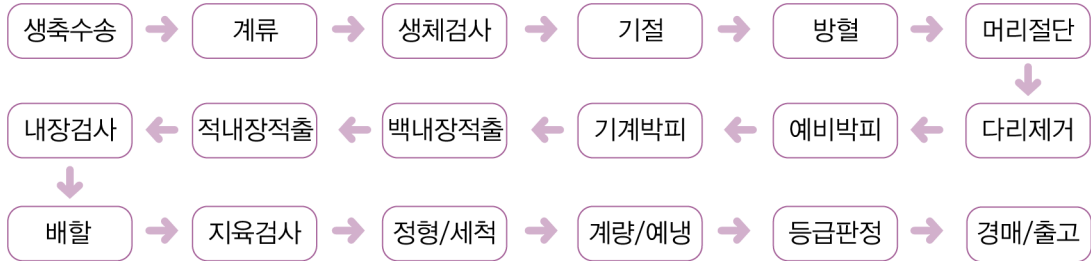 생축수송 계류 생체검사 기절 방혈 머리절단
내장검사 적내장적출 백내장적출 기계박피 예비박피 다리제거
배할 지육검사 정형/세척 계량/예냉 등급판정 경매/출고